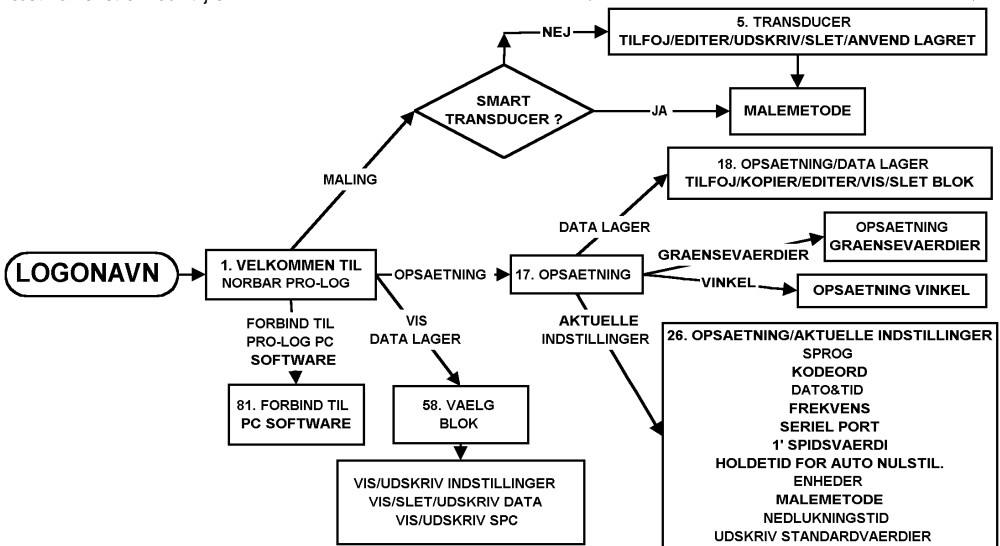 NEJ
5. TRANSDUCER
TILFOJ/EDITER/UDSKRIV/SLET/ANVEND LAGRET
SMART
TRANSDUCER ?
JA
MALEMETODE
MALING
18. OPSAETNING/DATA LAGER
TILFOJ/KOPIER/EDITER/VIS/SLET BLOK
DATA LAGER
OPSAETNING
GRAENSEVAERDIER
GRAENSEVAERDIER
LOGONAVN
1. VELKOMMEN TIL
NORBAR PRO-LOG
OPSAETNING
17. OPSAETNING
VINKEL
OPSAETNING VINKEL
FORBIND TIL
PRO-LOG PC
SOFTWARE
VIS
DATA LAGER
AKTUELLE
INDSTILLINGER
81. FORBIND TIL
PC SOFTWARE
58. VAELG
BLOK
VIS/UDSKRIV INDSTILLINGER
VIS/SLET/UDSKRIV DATA
VIS/UDSKRIV SPC
26. OPSAETNING/AKTUELLE INDSTILLINGER
SPROG
KODEORD
DATO&TID
FREKVENS
SERIEL PORT
1' SPIDSVAERDI
HOLDETID FOR AUTO NULSTIL.
ENHEDER
MALEMETODE
NEDLUKNINGSTID
UDSKRIV STANDARDVAERDIER